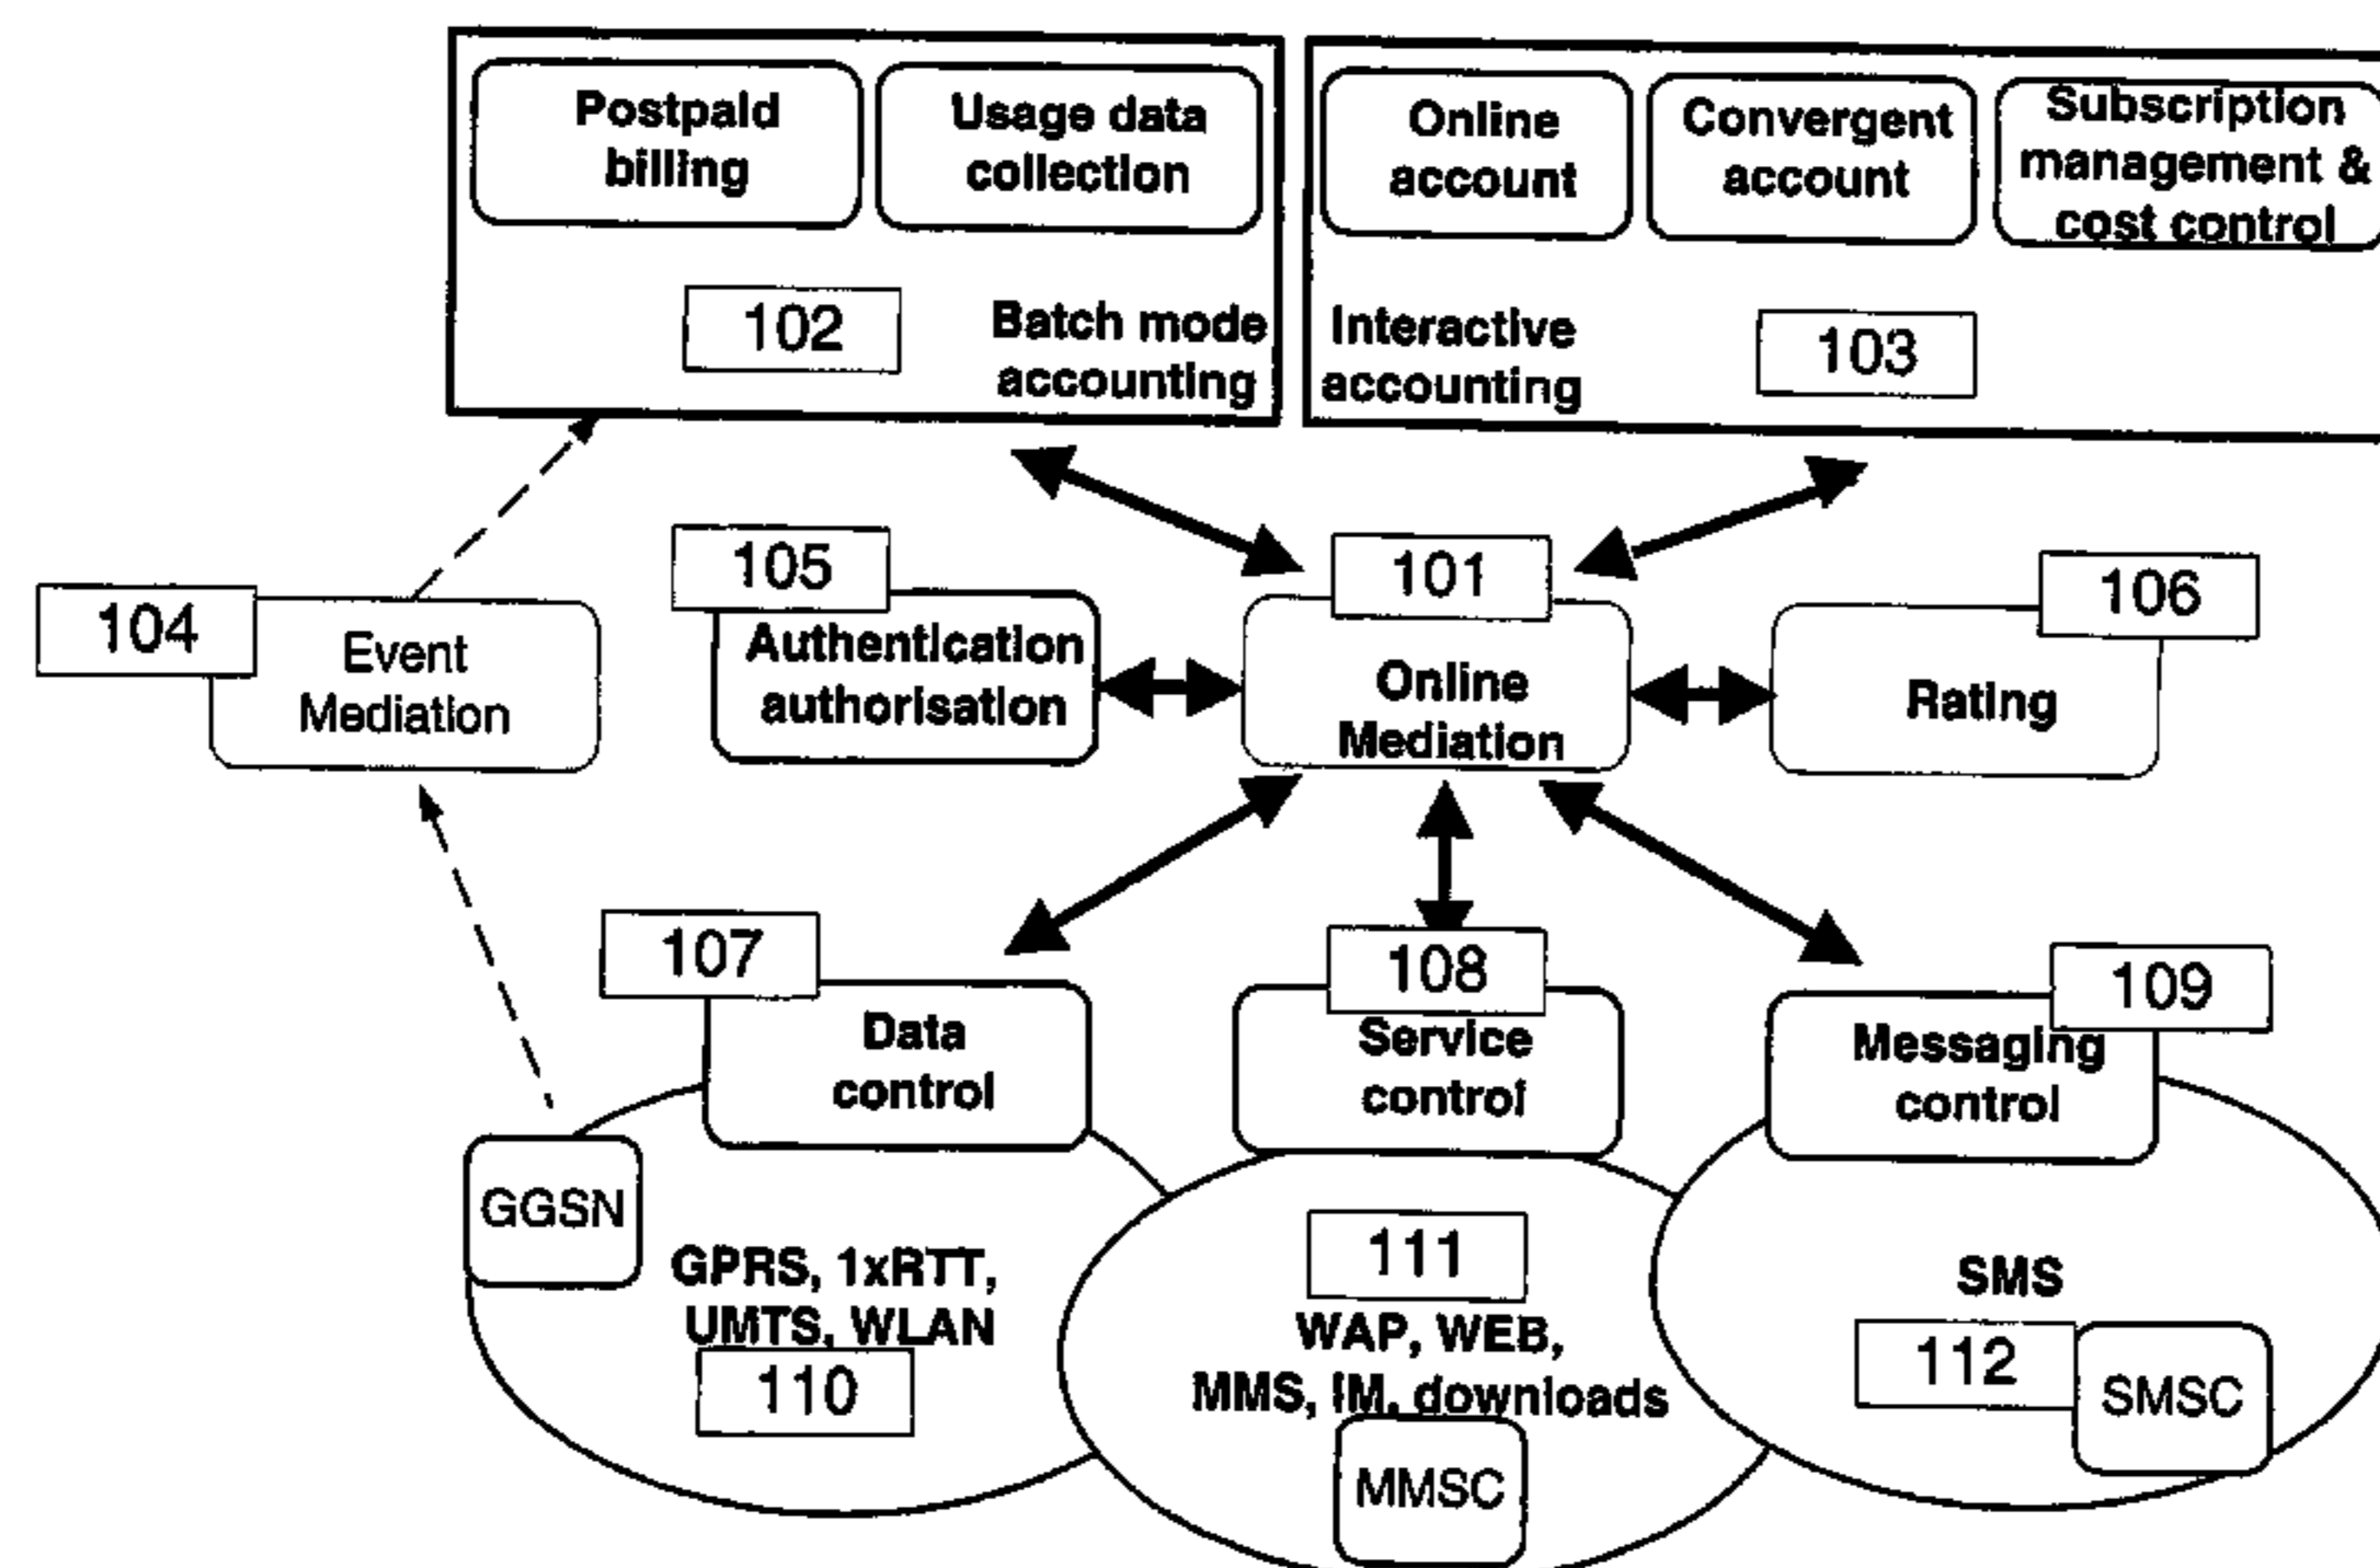 Postpaid
billing
Usage data
collection
Online
account
Convergent
account
Subscription
management &
cost control
102
Batch mode
accounting
Interactive
accounting
103
104
Event
Mediation
105
Authentication
authorisation
101
Online
Mediation
106
Rating
107
Data
control
108
Service
control
109
Messaging
control
GGSN
GPRS, 1xRTT,
UMTS, WLAN
110
111
WAP, WEB,
MMS, IM, downloads
MMSC
SMS
112
SMSC